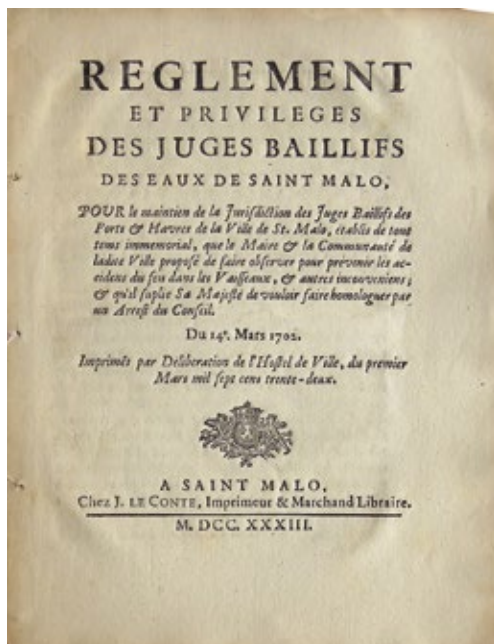 REGLEMENT
ET PRIVILEGES
DES JUGES BAILLIFS
DES EAUX DE SAINT MALO,
POUR le maintien de la Jurisdiction des Juges Baillifs des
Ports & Havres de la Ville de St. Malo, établis de tout
tems immemorial, que le Maire & la Communauté de
ladite Ville proposé de faire observer pour prévenir les ac-
cidens du feu dans les Vaisseaux, & autres inconveniens;
& qu'il suplie Sa Majesté de vouloir faire homologuer par
un Arrest du Conseil.
Du 14e. Mars 1702.
Imprimés par Deliberation de l'Hostel de Ville, du premier
Mars mil sept cens trente-deux.
A SAINT MALO,
Chez J. LE CONTE, Imprimeur & Marchand Libraire.
M. DCC. XXXIII.